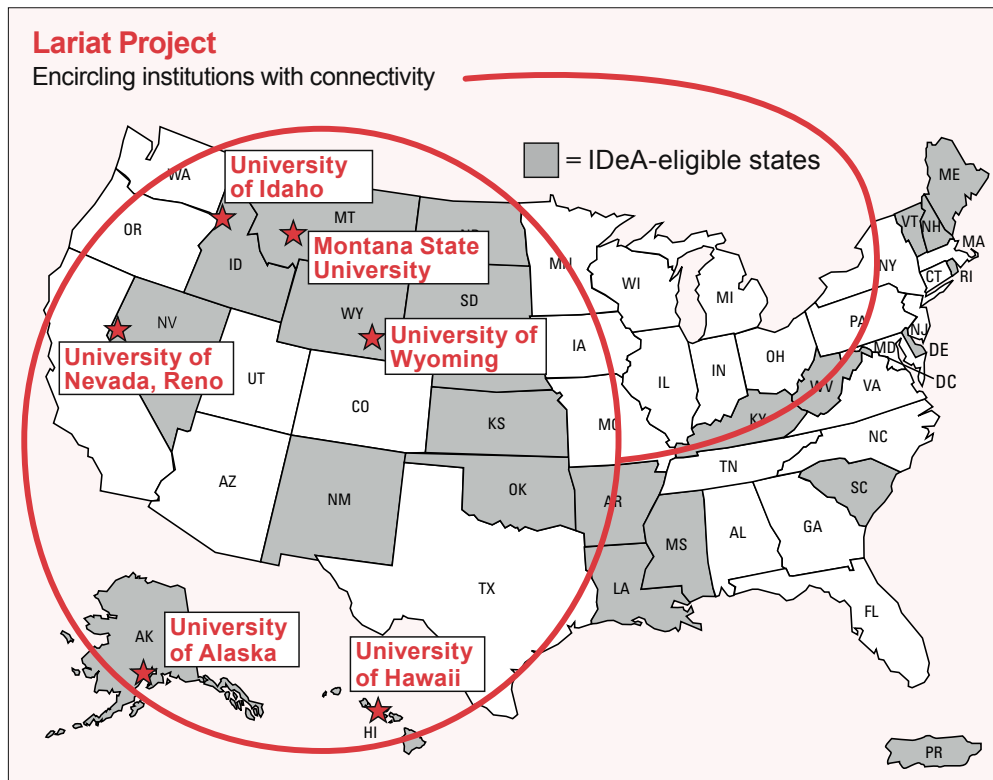 Lariat Project
Encircling institutions with connectivity
= IDeA-eligible states
University
of Idaho
Montana State
University
University of
Wyoming
University of
Nevada, Reno
University
of Alaska
University
of Hawaii
WA
OR
MT
ID
NV
WY
SD
UT
CO
AZ
NM
KS
OK
TX
MN
IA
MO
WI
IL
MI
IN
OH
KY
WV
TN
AR
LA
MS
AL
GA
FL
SC
NC
VA
PA
NY
VT
NH
ME
MA
CT
RI
NJ
DE
MD
DC
AK
HI
PR